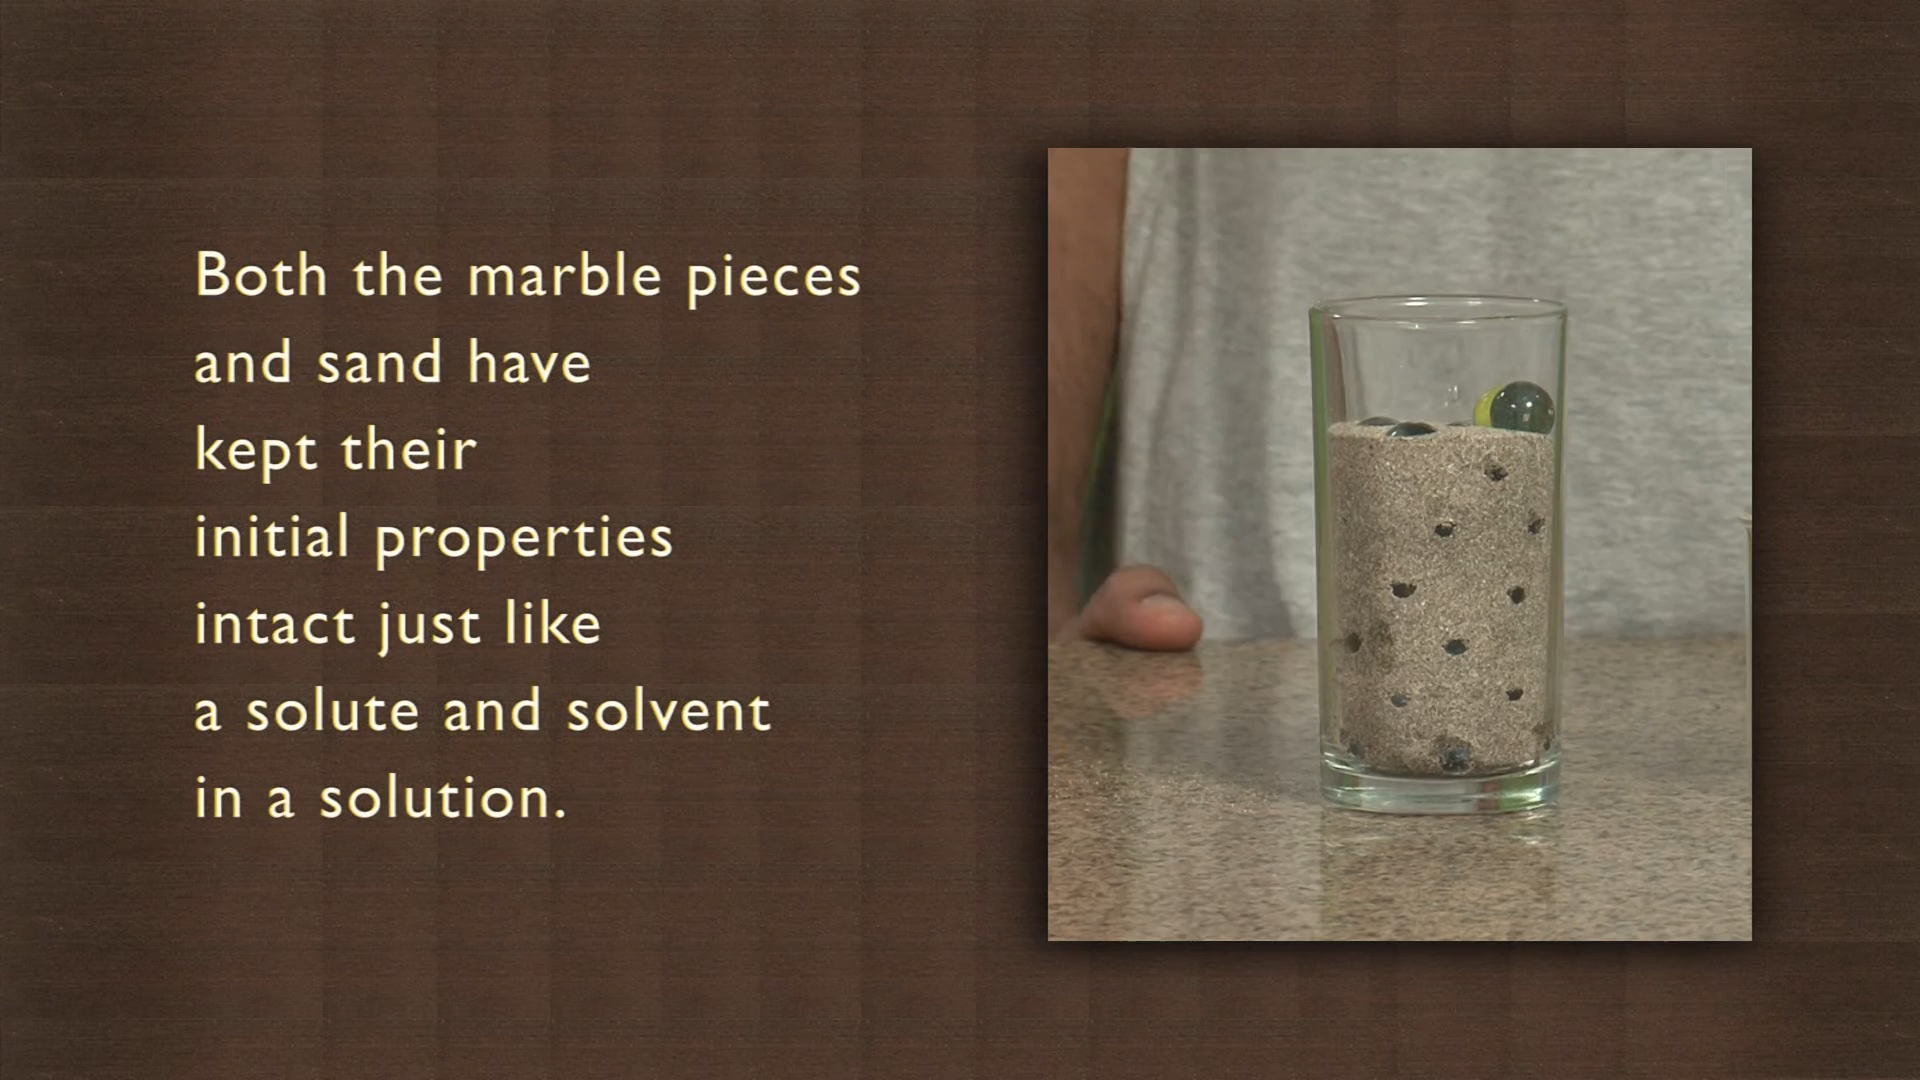 Both the marble pieces
and sand have
kept their
initial properties
intact just like
a solute and solvent
in a solution.